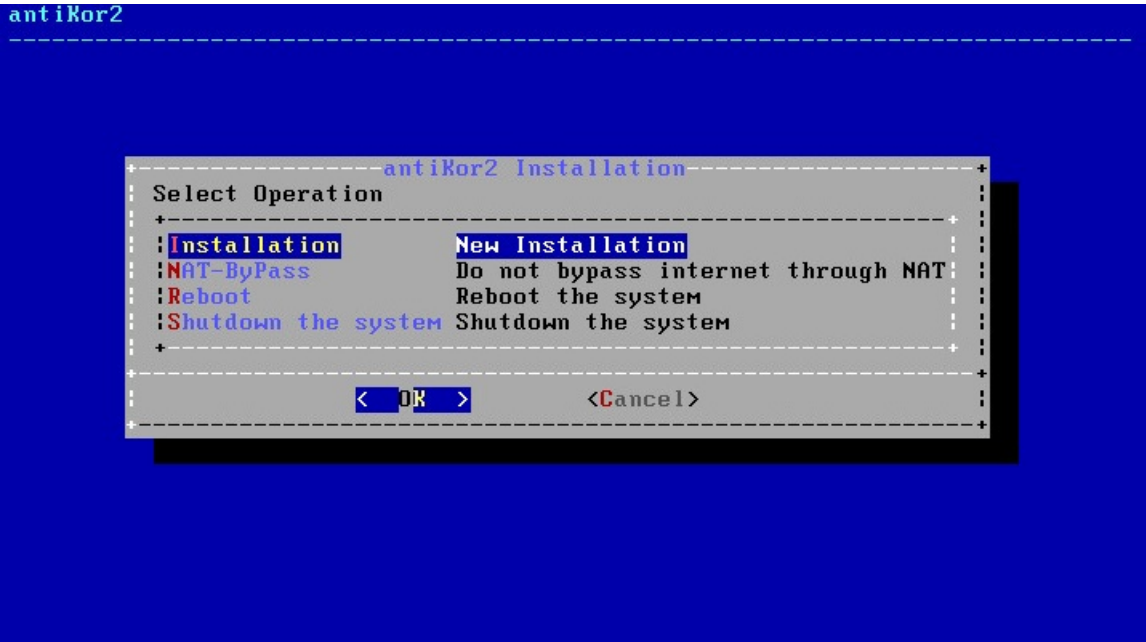 antiKor2
antiKor2 Installation
Select Operation
Installation New Installation
NAT-ByPass Do not bypass internet through NAT
Reboot Reboot the system
Shutdown the system Shutdown the system
< OK > <Cancel>